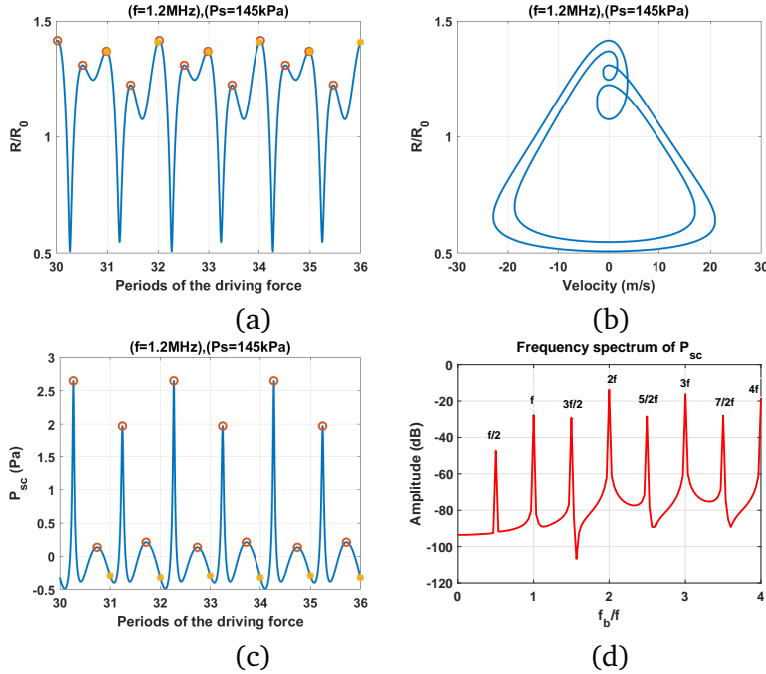 (f=1.2MHz),(Ps=145kPa)
R/R0
1.5
1
0.5
30 31 32 33 34 35 36
Periods of the driving force
(a)
(f=1.2MHz),(Ps=145kPa)
R/R0
1.5
1
0.5
-30 -20 -10 0 10 20 30
Velocity (m/s)
(b)
(f=1.2MHz),(Ps=145kPa)
Psc (Pa)
3
2.5
2
1.5
1
0.5
0
-0.5
30 31 32 33 34 35 36
Periods of the driving force
(c)
Frequency spectrum of Psc
Amplitude (dB)
0
-20
-40
-60
-80
-100
-120
f/2
f
3f/2
2f
5/2f
3f
7/2f
4f
0 1 2 3 4
fb/f
(d)